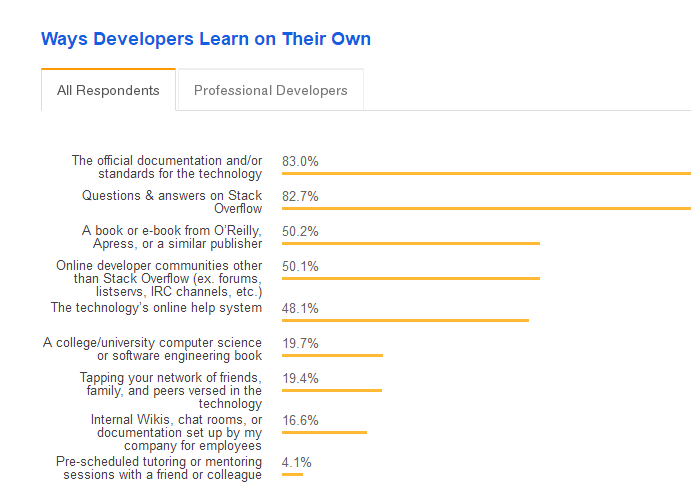 Ways Developers Learn on Their Own
All Respondents
Professional Developers
The official documentation and/or
standards for the technology
83.0%
Questions & answers on Stack
Overflow
82.7%
A book or e-book from O’Reilly,
Apress, or a similar publisher
50.2%
Online developer communities other
than Stack Overflow (ex. forums,
listservs, IRC channels, etc.)
50.1%
The technology’s online help system
48.1%
A college/university computer science
or software engineering book
19.7%
Tapping your network of friends,
family, and peers versed in the
technology
19.4%
Internal Wikis, chat rooms, or
documentation set up by my
company for employees
16.6%
Pre-scheduled tutoring or mentoring
sessions with a friend or colleague
4.1%